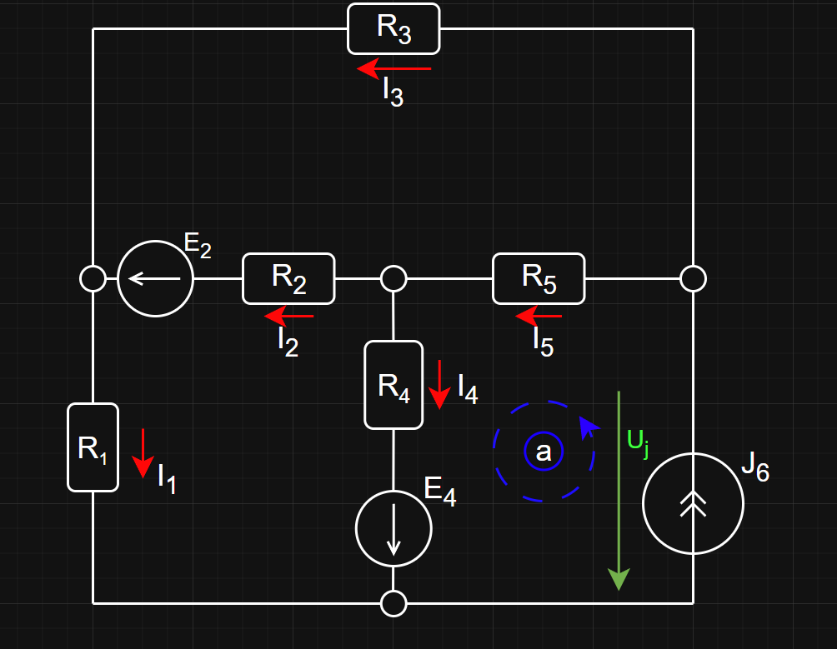 R₃
I₃
E₂
R₂
R₅
I₂
I₅
R₄
I₄
R₁
I₁
a
Uⱼ
J₆
E₄